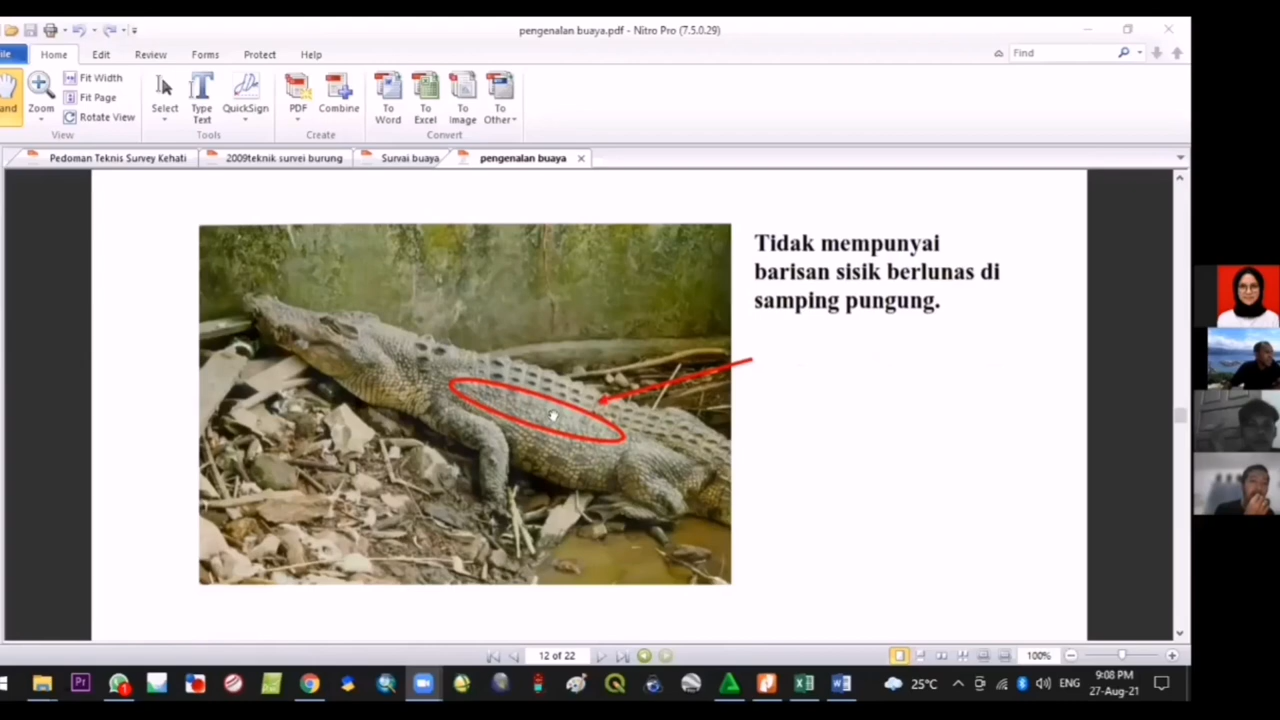 pengenalan buaya.pdf - Nitro Pro (7.5.0.29)
Home Edit Review Forms Protect Help
Find
Fit Width
Fit Page
Rotate View
Zoom
View
Select
Type Text
QuickSign
Tools
PDF
Combine
Create
To Word
To Excel
To Image
To Other
Convert
Pedoman Teknis Survey Kehati
2009teknik survei burung
Survai buaya
pengenalan buaya
Tidak mempunyai
barisan sisik berlunas di
samping pungung.
12 of 22
100%
25°C
ENG
9:08 PM
27-Aug-21